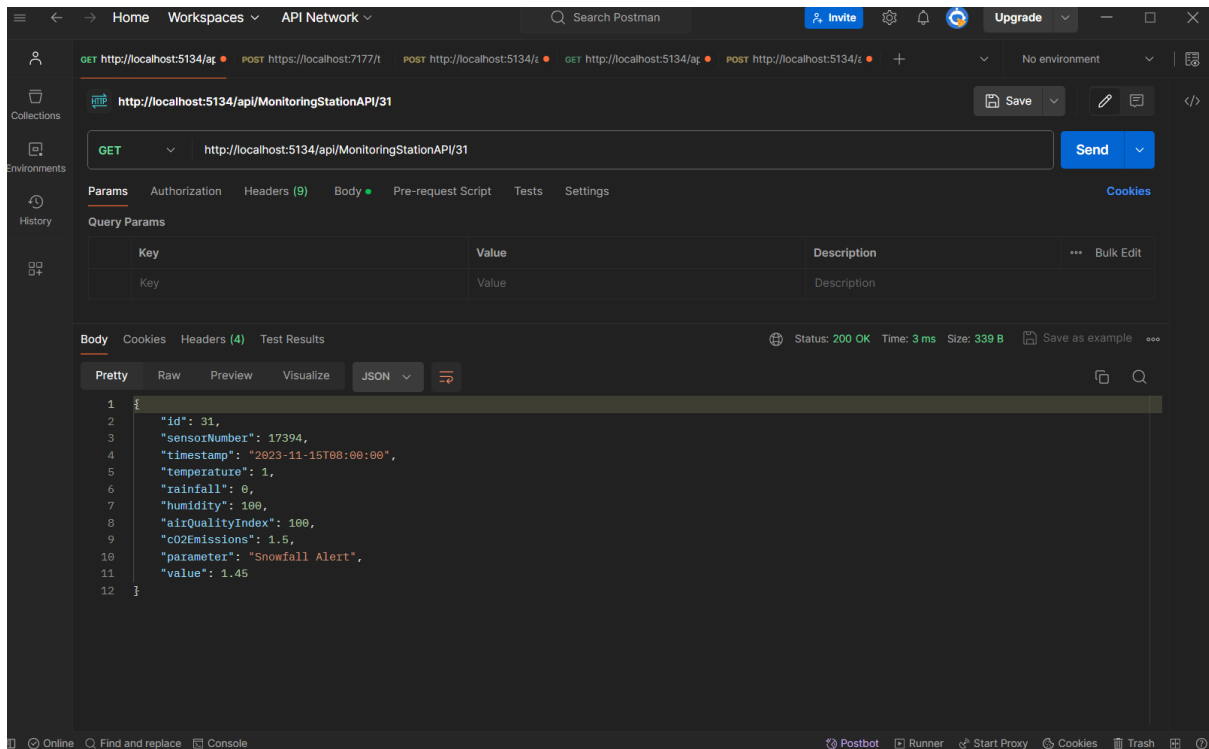 Home Workspaces API Network Search Postman Invite Upgrade
GET http://localhost:5134/ap POST https://localhost:7177/t POST http://localhost:5134/a GET http://localhost:5134/ap POST http://localhost:5134/a No environment
Collections
Environments
History
HTTP http://localhost:5134/api/MonitoringStationAPI/31 Save
GET http://localhost:5134/api/MonitoringStationAPI/31 Send
Params Authorization Headers (9) Body Pre-request Script Tests Settings Cookies
Query Params
Key Value Description Bulk Edit
Key Value Description
Body Cookies Headers (4) Test Results Status: 200 OK Time: 3 ms Size: 339 B Save as example
Pretty Raw Preview Visualize JSON
1 {
2 "id": 31,
3 "sensorNumber": 17394,
4 "timestamp": "2023-11-15T08:00:00",
5 "temperature": 1,
6 "rainfall": 0,
7 "humidity": 100,
8 "airQualityIndex": 100,
9 "cO2Emissions": 1.5,
10 "parameter": "Snowfall Alert",
11 "value": 1.45
12 }
Online Find and replace Console Postbot Runner Start Proxy Cookies Trash